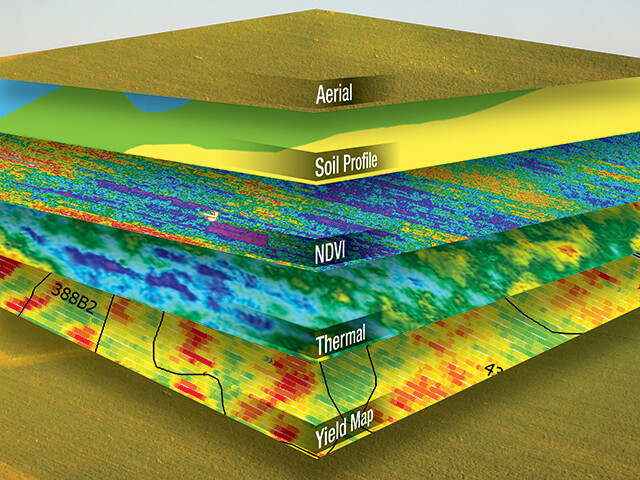 Aerial
Soil Profile
NDVI
Thermal
388B2
Yield Map